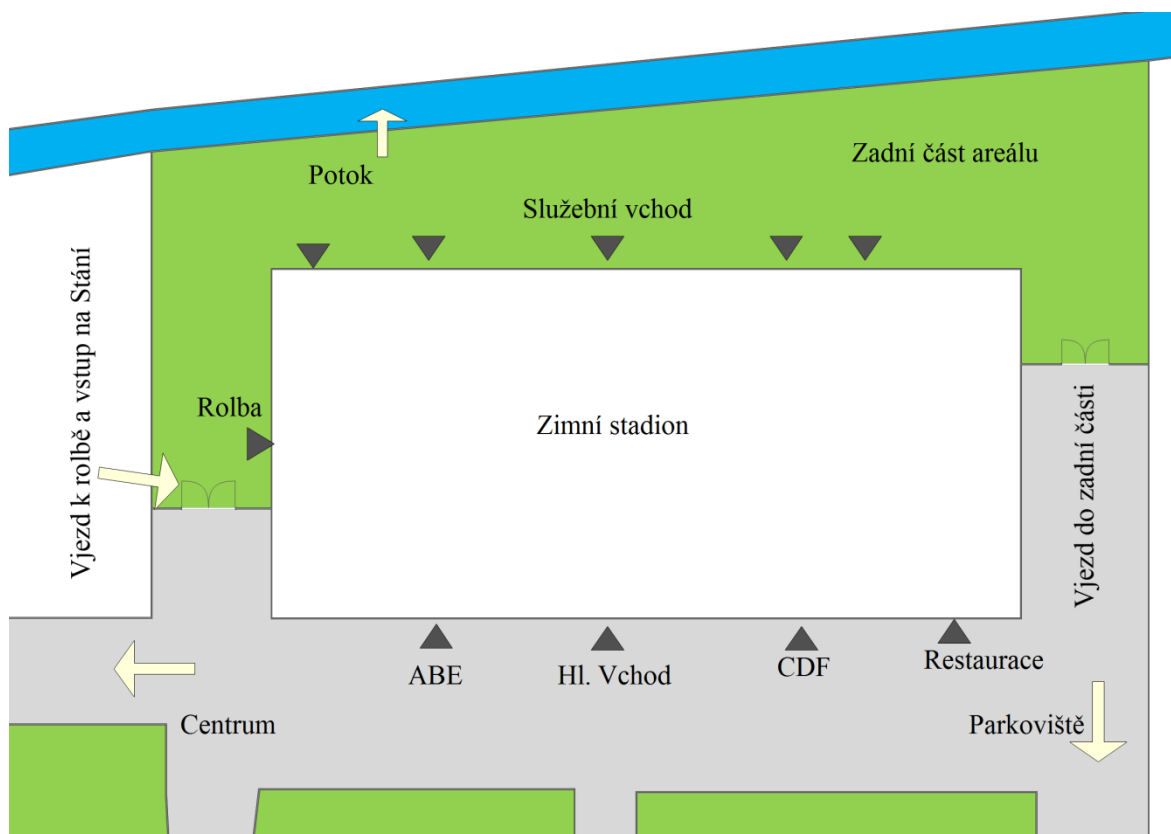 Zadní část areálu
Potok
Služební vchod
Vjezd k rolbě a vstup na Stání
Rolba
Zimní stadion
Vjezd do zadní části
ABE
Hl. Vchod
CDF
Restaurace
Centrum
Parkoviště